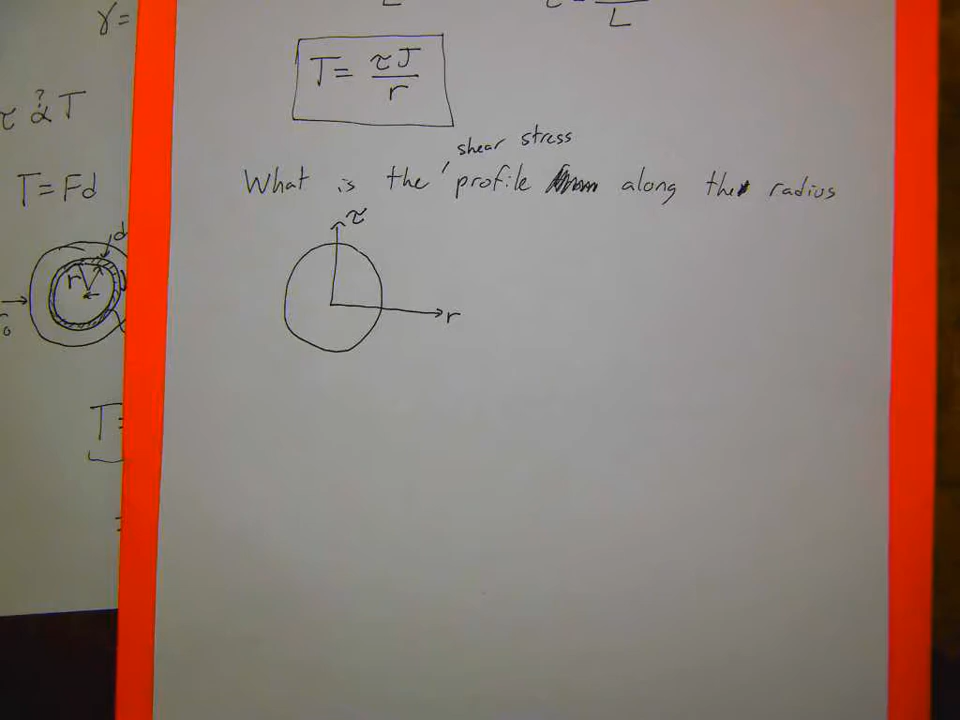 γ =
L
L
T = τJ / r
τ α? T
shear stress
What is the profile along the radius
T = Fd
τ
d
r
r
T =